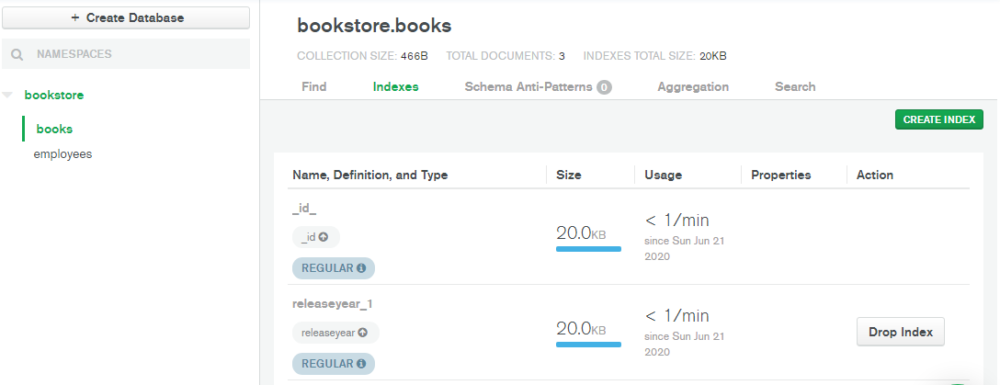 + Create Database
NAMESPACES
bookstore
books
employees
bookstore.books
COLLECTION SIZE: 466B TOTAL DOCUMENTS: 3 INDEXES TOTAL SIZE: 20KB
Find Indexes Schema Anti-Patterns 0 Aggregation Search
CREATE INDEX
Name, Definition, and Type Size Usage Properties Action
_id_
_id
REGULAR
20.0KB
< 1/min
since Sun Jun 21
2020
releaseyear_1
releaseyear
REGULAR
20.0KB
< 1/min
since Sun Jun 21
2020
Drop Index